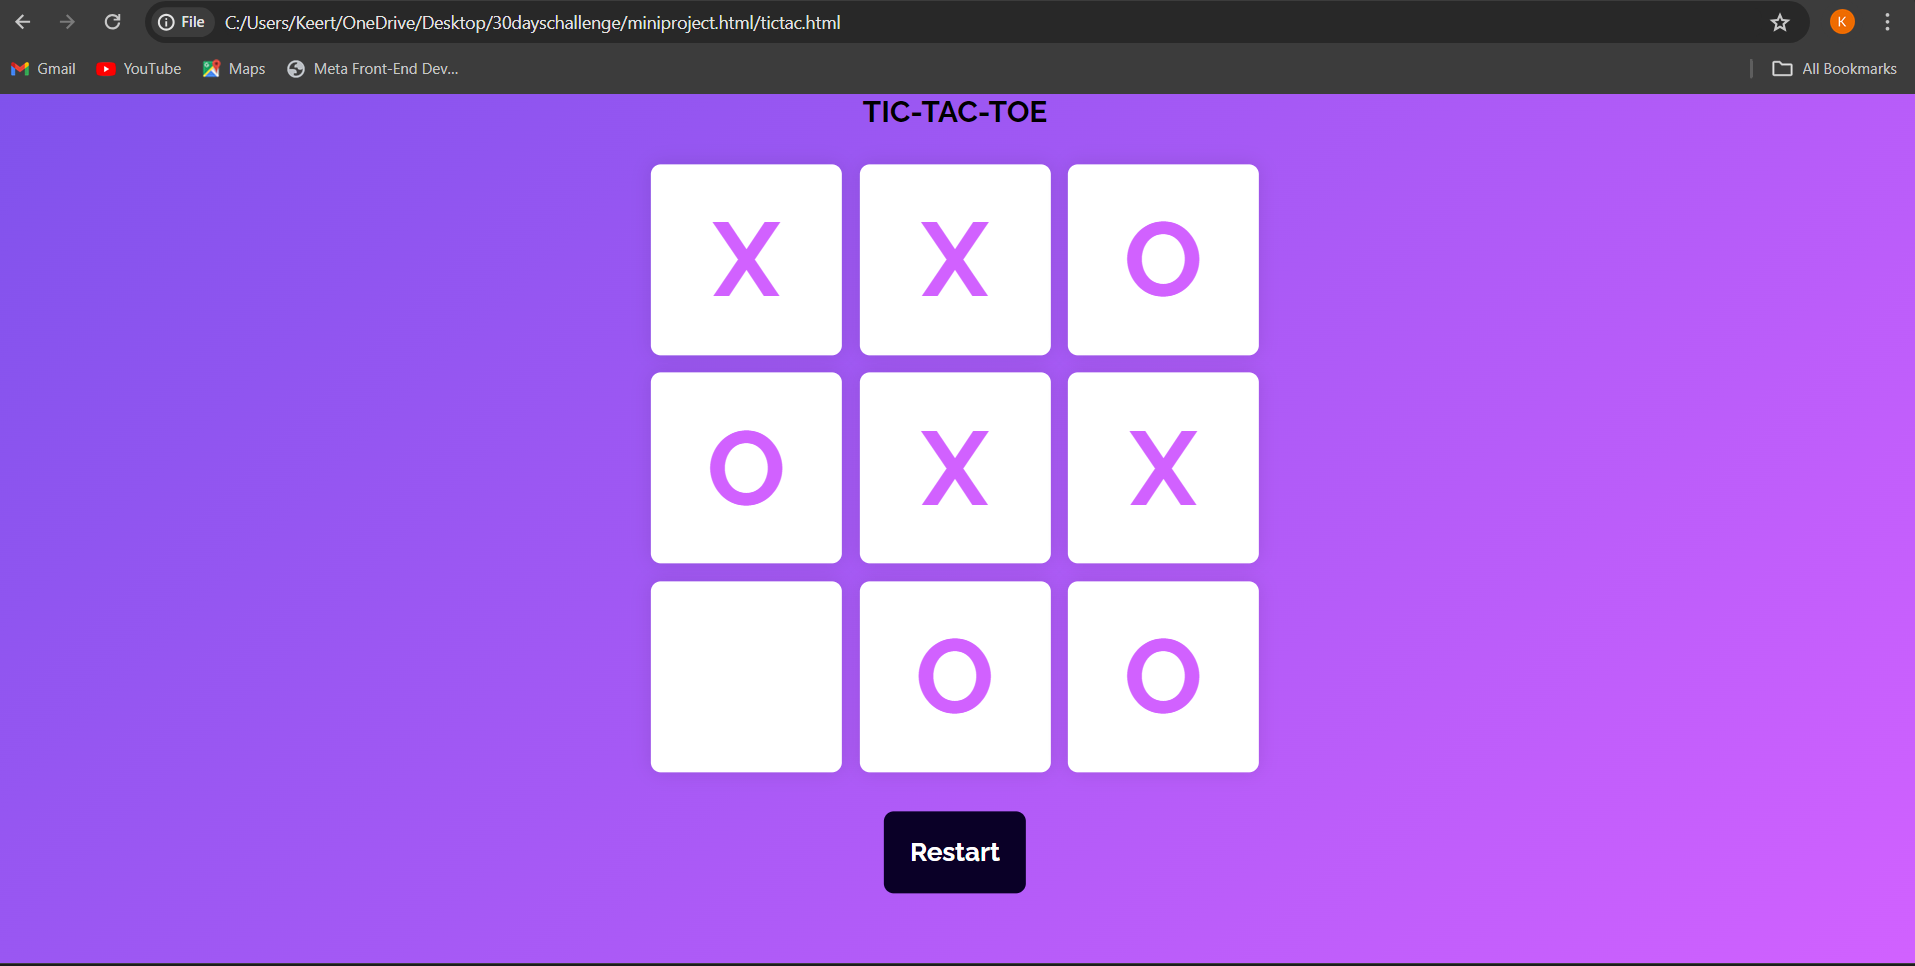 File C:/Users/Keert/OneDrive/Desktop/30dayschallenge/miniproject.html/tictac.html K
Gmail YouTube Maps Meta Front-End Dev... All Bookmarks
TIC-TAC-TOE
X X O
O X X
O O
Restart